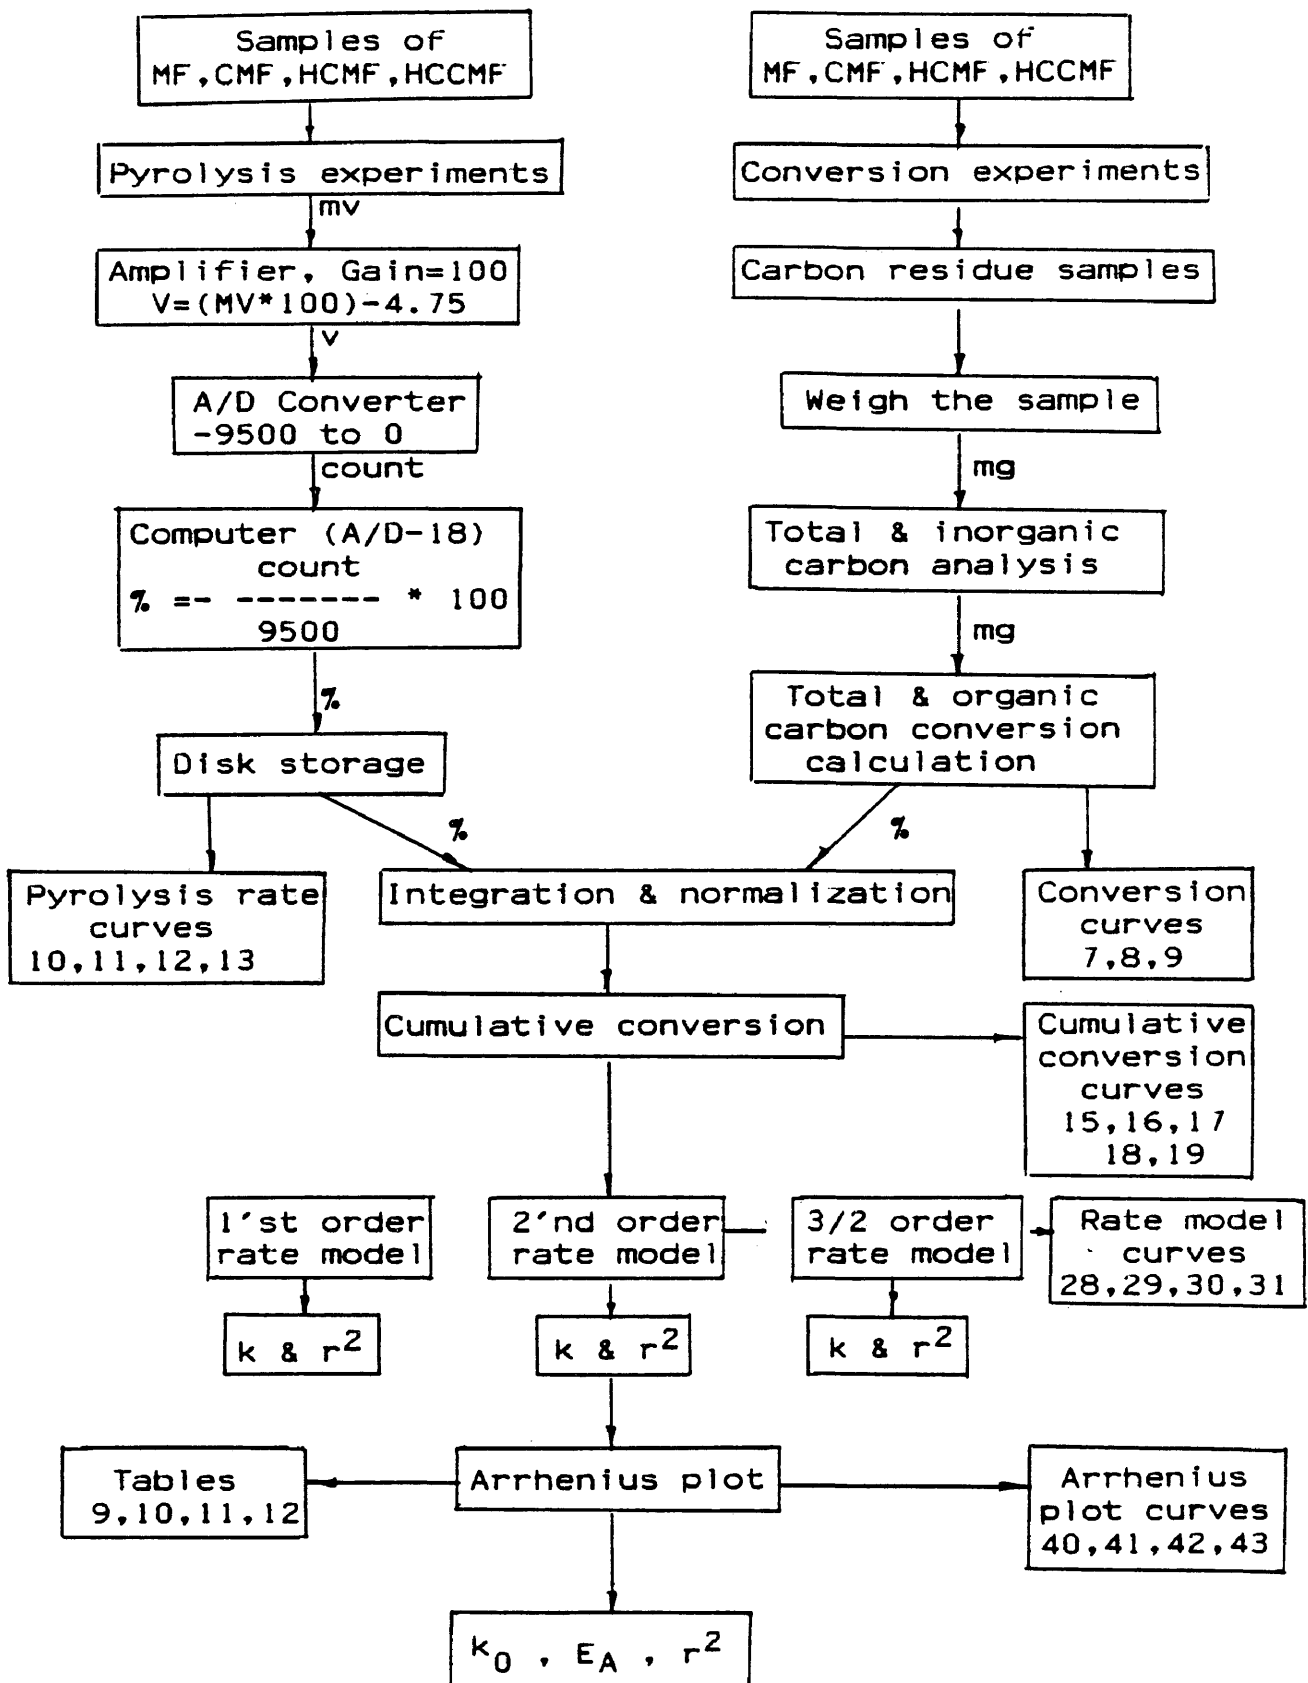 Samples of
MF,CMF,HCMF,HCCMF
Pyrolysis experiments
mv
Amplifier, Gain=100
V=(MV*100)-4.75
v
A/D Converter
-9500 to 0
count
Computer (A/D-18)
count
% =- ------- * 100
9500
%
Disk storage
%
Pyrolysis rate
curves
10,11,12,13
Samples of
MF,CMF,HCMF,HCCMF
Conversion experiments
Carbon residue samples
Weigh the sample
mg
Total & inorganic
carbon analysis
mg
Total & organic
carbon conversion
calculation
%
Integration & normalization
Conversion
curves
7,8,9
Cumulative conversion
Cumulative
conversion
curves
15,16,17
18,19
1'st order
rate model
2'nd order
rate model
3/2 order
rate model
Rate model
curves
28,29,30,31
k & r²
k & r²
k & r²
Tables
9,10,11,12
Arrhenius plot
Arrhenius
plot curves
40,41,42,43
k₀ , E_A , r²